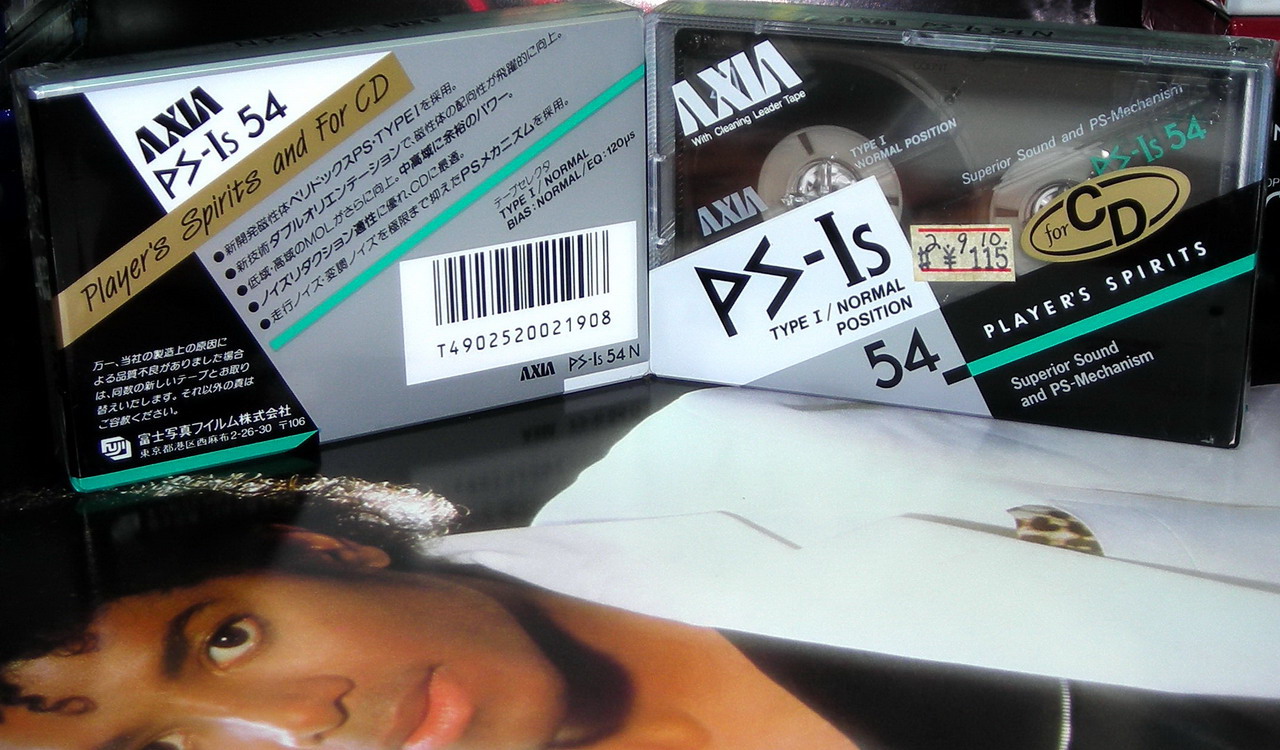 AXIA
PS-Is 54
Player's Spirits and For CD
●新開発磁性体ベリドックスPS・TYPE Iを採用。
●新技術ダブルオリエンテーションで、磁性体の配向性が飛躍的に向上。
●低域・高域のMOLがさらに向上。中高域に余裕のパワー。
●ノイズリダクション適性に優れ、CDに最適。
●走行ノイズ・変調ノイズを極限まで抑えたPSメカニズムを採用。
テープセレクタ
TYPE I / NORMAL
BIAS : NORMAL / EQ : 120μs
T4902520021908
AXIA PS-Is 54 N
万一、当社の製造上の原因に
よる品質不良がありました場合
は、同数の新しいテープとお取り
替えいたします。それ以外の責は
ご容赦ください。
FUJI 富士写真フイルム株式会社
東京都港区西麻布2-26-30 〒106
AXIA
With Cleaning Leader Tape
TYPE I
NORMAL POSITION
Superior Sound and PS-Mechanism
PS-Is 54
AXIA
for CD
PS-Is
TYPE I / NORMAL
POSITION
54
2.9.10
¥115
PLAYER'S SPIRITS
Superior Sound
and PS-Mechanism